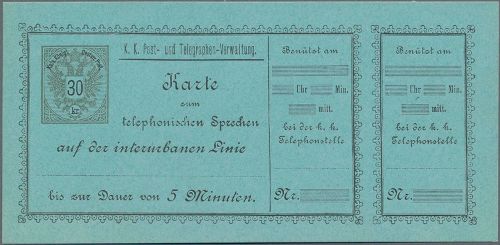 K. K. Post- und Telegraphen-Verwaltung.
30
kr.
Karte
zum
telephonischen Sprechen
auf der interurbanen Linie
bis zur Dauer von 5 Minuten.
Benützt am
Uhr Min.
mitt.
bei der k. k.
Telephonstelle
Nr.
Benützt am
Uhr Min.
mitt.
bei der k. k.
Telephonstelle
Nr.